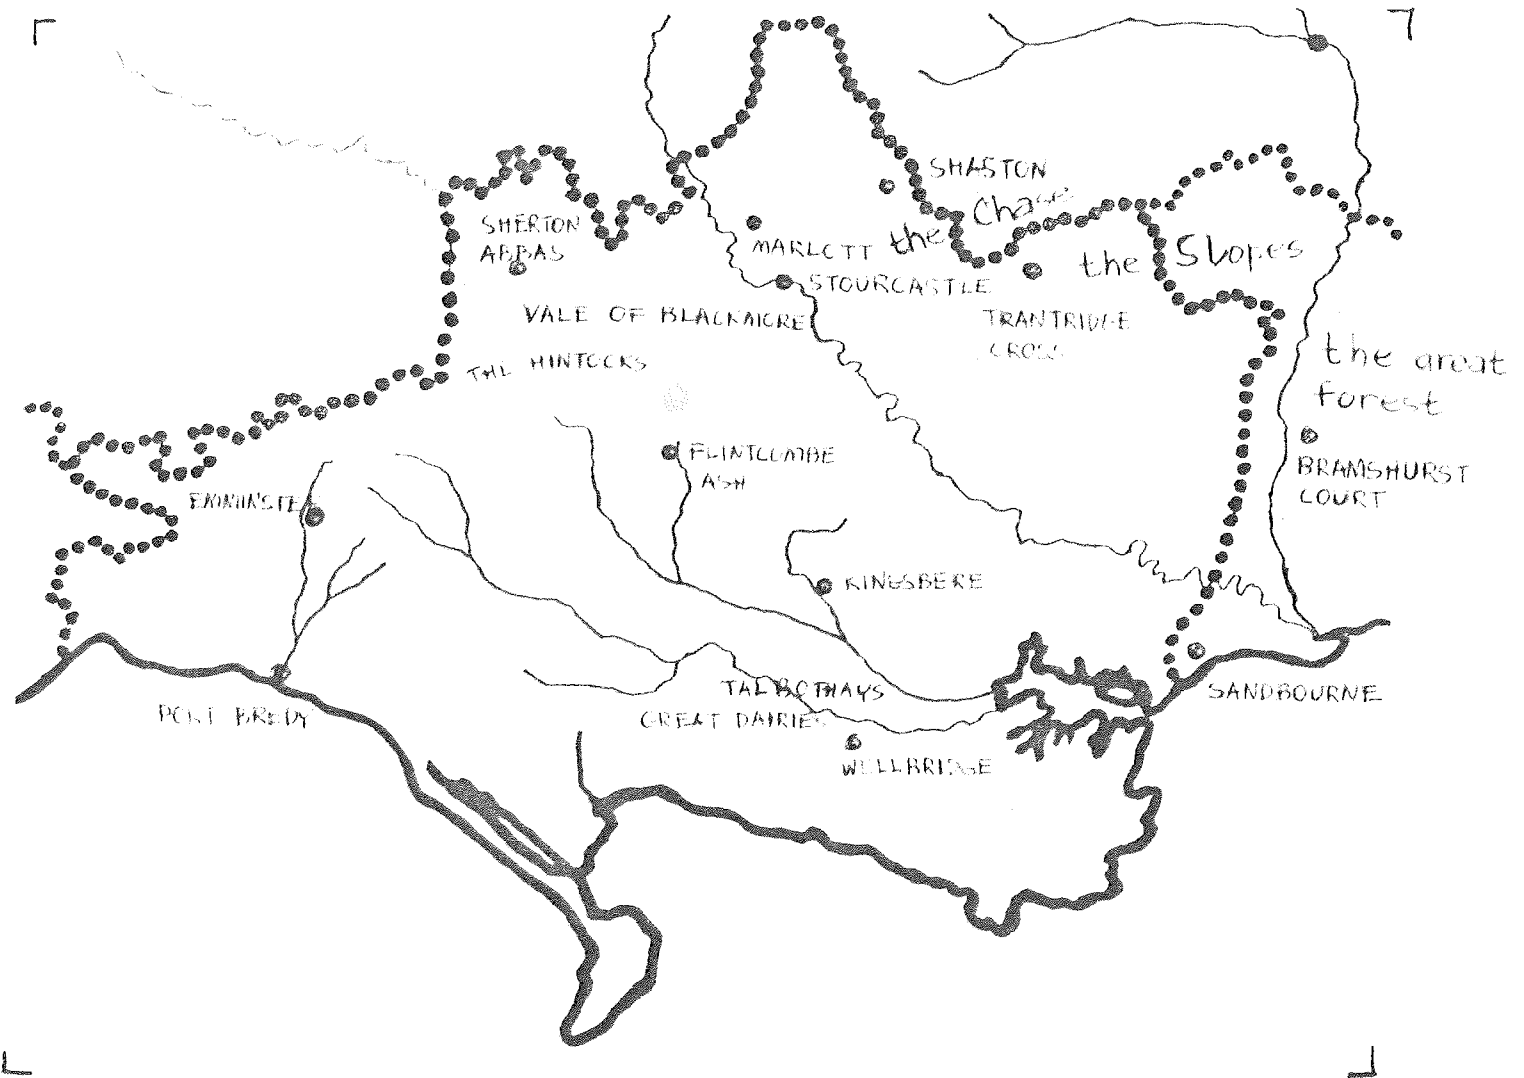 SHASTON
the Chase
SHERTON
ABBAS
MARLOTT
the Slopes
STOURCASTLE
VALE OF BLACKMORE
TRANTRIDGE
CROSS
the great
forest
THE HINTOCKS
FLINTCOMBE
ASH
BRAMSHURST
COURT
EMMINSTER
KINGSBERE
TALBOTHAYS
SANDBOURNE
PORT BREDY
GREAT DAIRIES
WELLBRIDGE